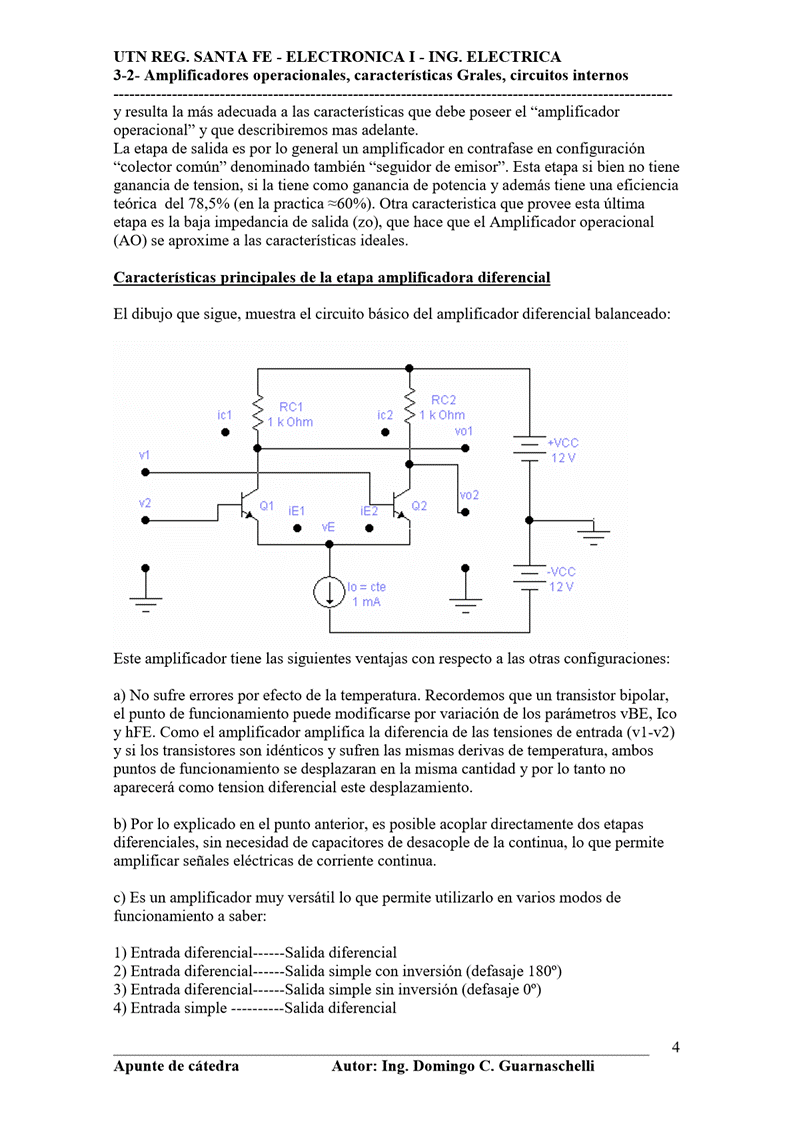 UTN REG. SANTA FE - ELECTRONICA I - ING. ELECTRICA
3-2- Amplificadores operacionales, características Grales, circuitos internos
--------------------------------------------------------------------------------------------------------
y resulta la más adecuada a las características que debe poseer el “amplificador
operacional” y que describiremos mas adelante.
La etapa de salida es por lo general un amplificador en contrafase en configuración
“colector común” denominado también “seguidor de emisor”. Esta etapa si bien no tiene
ganancia de tension, si la tiene como ganancia de potencia y además tiene una eficiencia
teórica del 78,5% (en la practica ≈60%). Otra caracteristica que provee esta última
etapa es la baja impedancia de salida (zo), que hace que el Amplificador operacional
(AO) se aproxime a las características ideales.
Características principales de la etapa amplificadora diferencial
El dibujo que sigue, muestra el circuito básico del amplificador diferencial balanceado:
ic1
RC1
1 k Ohm
ic2
RC2
1 k Ohm
vo1
+VCC
12 V
v1
v2
Q1
iE1
vE
iE2
Q2
vo2
Io = cte
1 mA
-VCC
12 V
Este amplificador tiene las siguientes ventajas con respecto a las otras configuraciones:
a) No sufre errores por efecto de la temperatura. Recordemos que un transistor bipolar,
el punto de funcionamiento puede modificarse por variación de los parámetros vBE, Ico
y hFE. Como el amplificador amplifica la diferencia de las tensiones de entrada (v1-v2)
y si los transistores son idénticos y sufren las mismas derivas de temperatura, ambos
puntos de funcionamiento se desplazaran en la misma cantidad y por lo tanto no
aparecerá como tension diferencial este desplazamiento.
b) Por lo explicado en el punto anterior, es posible acoplar directamente dos etapas
diferenciales, sin necesidad de capacitores de desacople de la continua, lo que permite
amplificar señales eléctricas de corriente continua.
c) Es un amplificador muy versátil lo que permite utilizarlo en varios modos de
funcionamiento a saber:
1) Entrada diferencial------Salida diferencial
2) Entrada diferencial------Salida simple con inversión (defasaje 180º)
3) Entrada diferencial------Salida simple sin inversión (defasaje 0º)
4) Entrada simple ----------Salida diferencial
4
Apunte de cátedra Autor: Ing. Domingo C. Guarnaschelli